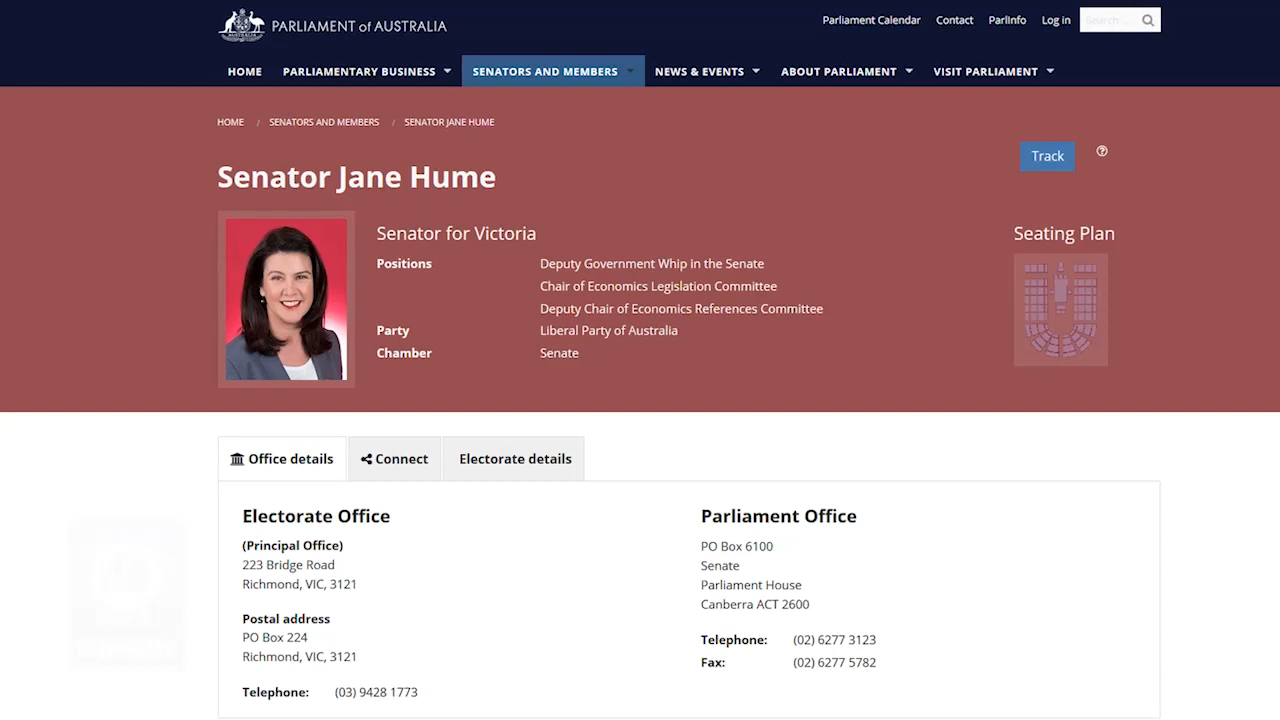 PARLIAMENT of AUSTRALIA
Parliament Calendar Contact ParlInfo Log in Search
HOME PARLIAMENTARY BUSINESS SENATORS AND MEMBERS NEWS & EVENTS ABOUT PARLIAMENT VISIT PARLIAMENT
HOME / SENATORS AND MEMBERS / SENATOR JANE HUME
Track
Senator Jane Hume
Senator for Victoria
Positions Deputy Government Whip in the Senate
Chair of Economics Legislation Committee
Deputy Chair of Economics References Committee
Party Liberal Party of Australia
Chamber Senate
Seating Plan
Office details Connect Electorate details
Electorate Office
(Principal Office)
223 Bridge Road
Richmond, VIC, 3121
Postal address
PO Box 224
Richmond, VIC, 3121
Telephone: (03) 9428 1773
Parliament Office
PO Box 6100
Senate
Parliament House
Canberra ACT 2600
Telephone: (02) 6277 3123
Fax: (02) 6277 5782